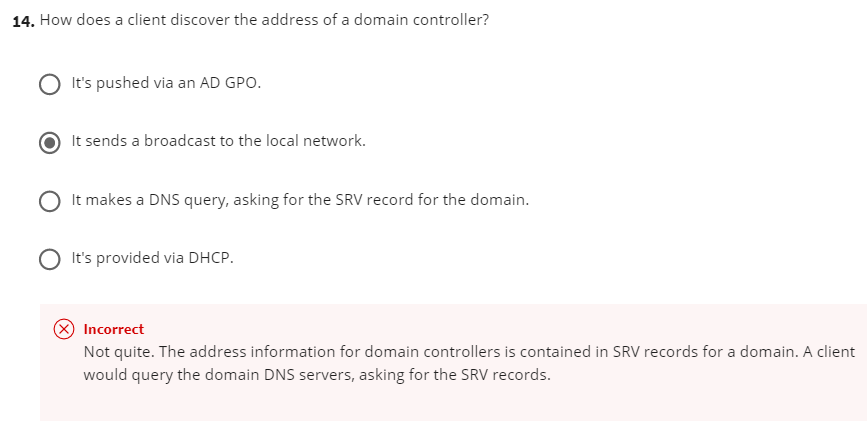 14. How does a client discover the address of a domain controller?
It's pushed via an AD GPO.
It sends a broadcast to the local network.
It makes a DNS query, asking for the SRV record for the domain.
It's provided via DHCP.
Incorrect
Not quite. The address information for domain controllers is contained in SRV records for a domain. A client
would query the domain DNS servers, asking for the SRV records.